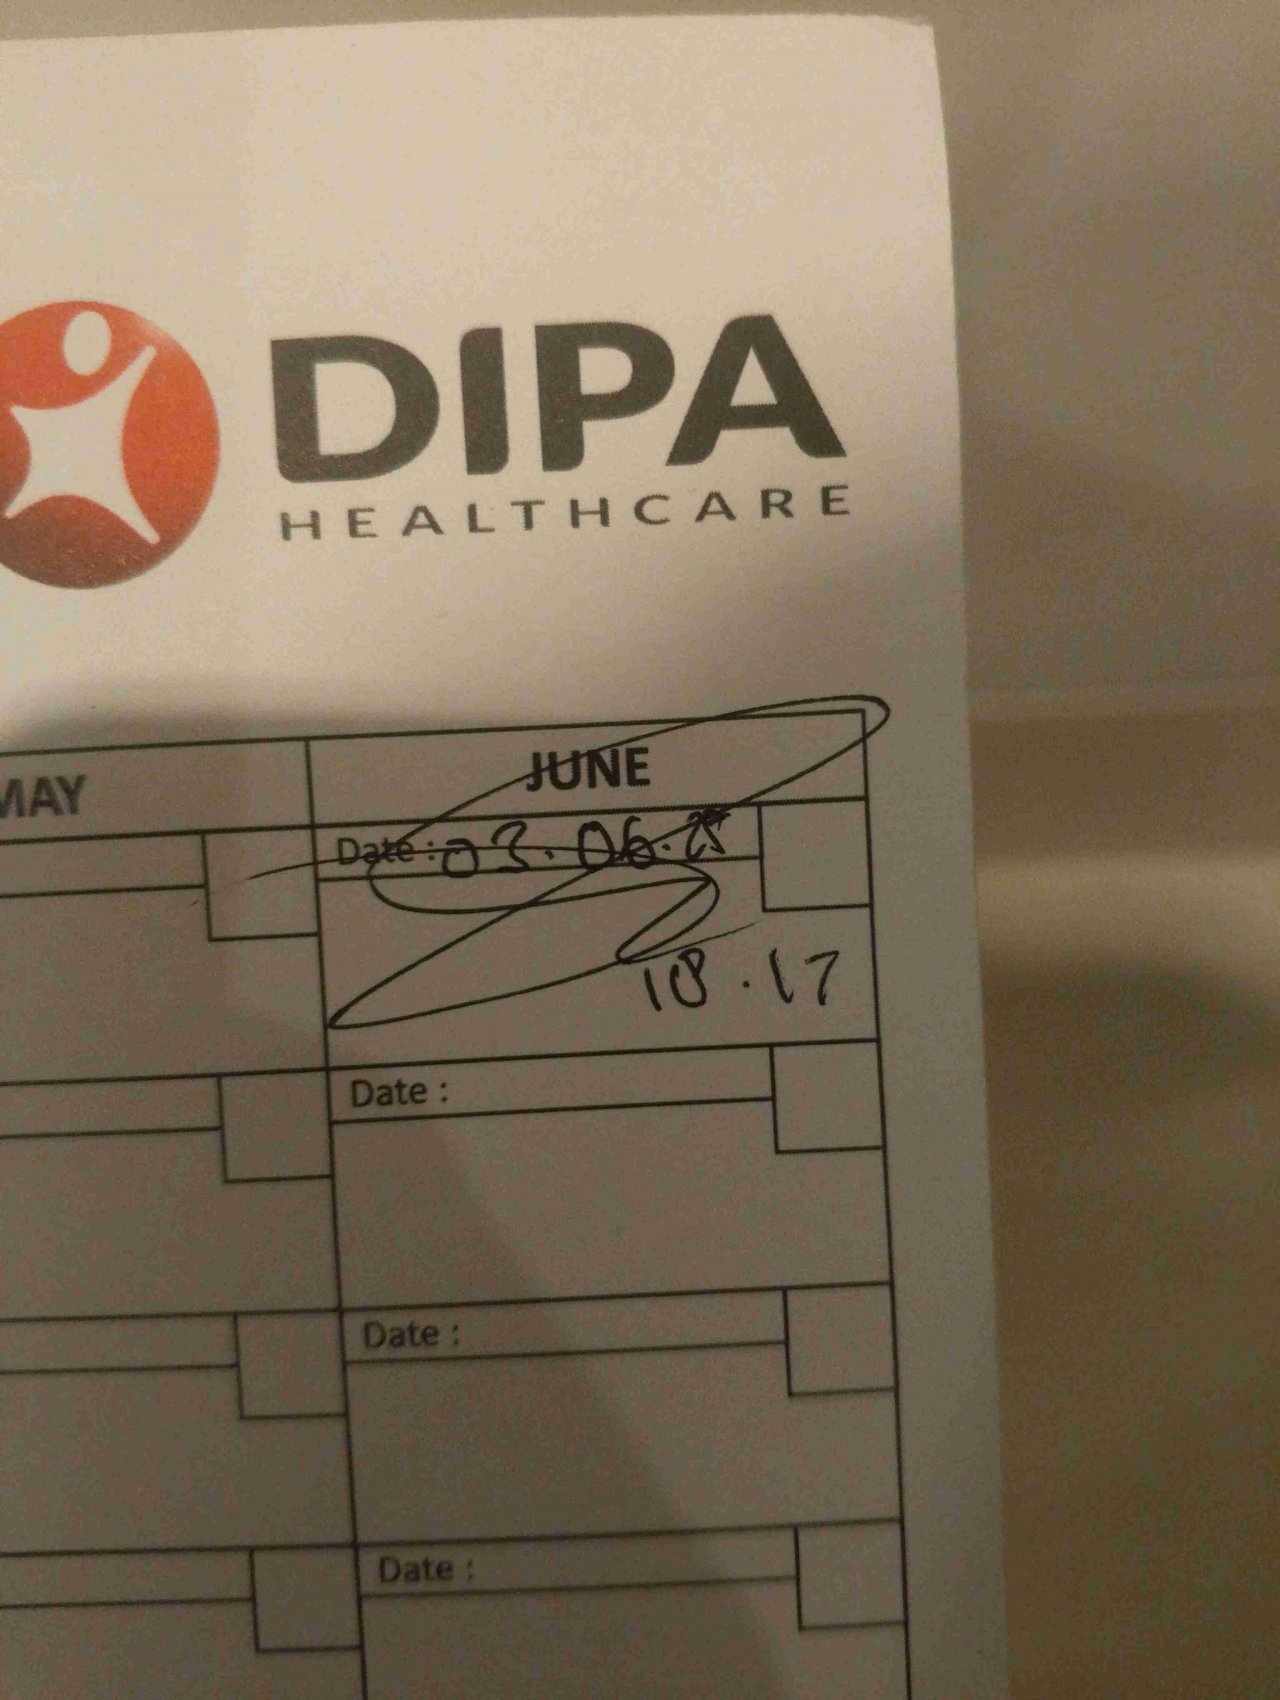 DIPA
HEALTHCARE
MAY
JUNE
Date : 03.06.25
18.17
Date :
Date :
Date :